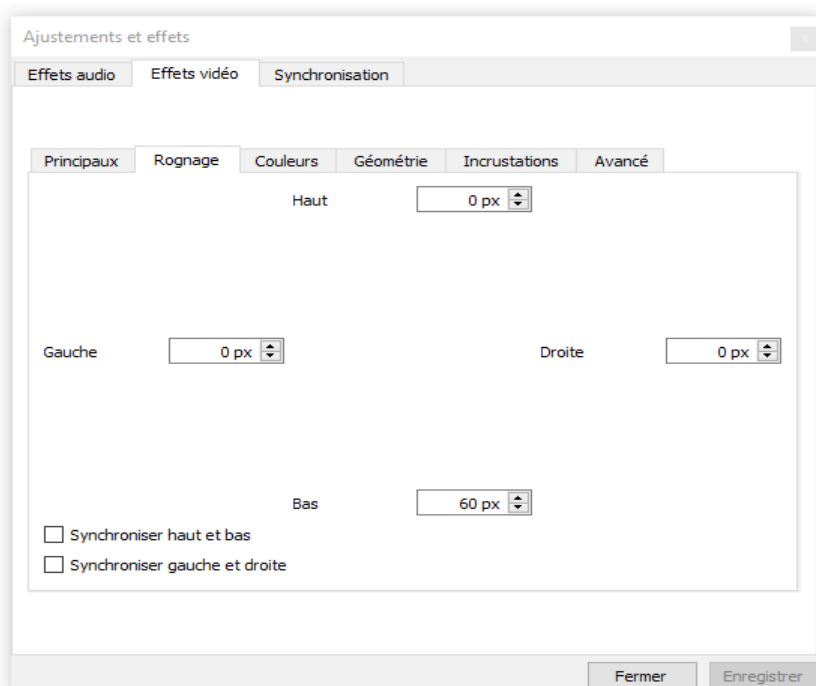 Ajustements et effets
Effets audio Effets vidéo Synchronisation
Principaux Rognage Couleurs Géométrie Incrustations Avancé
Haut 0 px
Gauche 0 px Droite 0 px
Bas 60 px
Synchroniser haut et bas
Synchroniser gauche et droite
Fermer Enregistrer